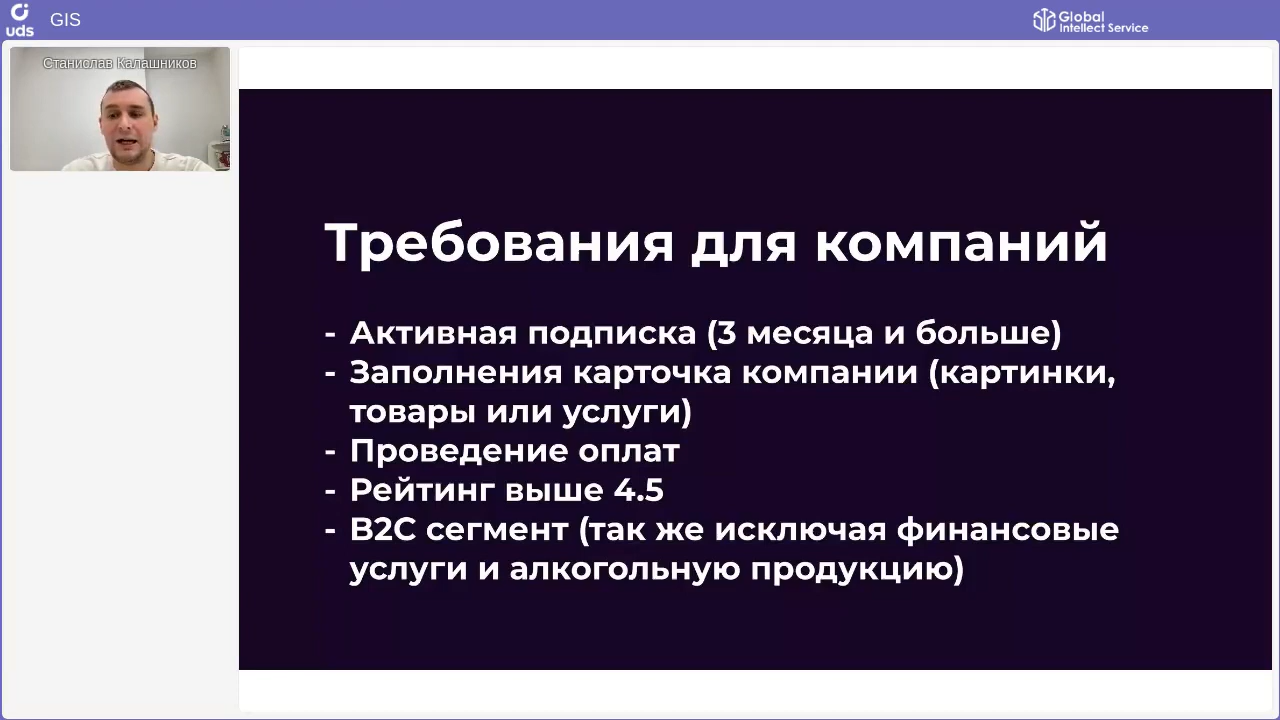 uds
GIS
Global
Intellect Service
Станислав Калашников
Требования для компаний
- Активная подписка (3 месяца и больше)
- Заполнения карточка компании (картинки,
товары или услуги)
- Проведение оплат
- Рейтинг выше 4.5
- B2C сегмент (так же исключая финансовые
услуги и алкогольную продукцию)